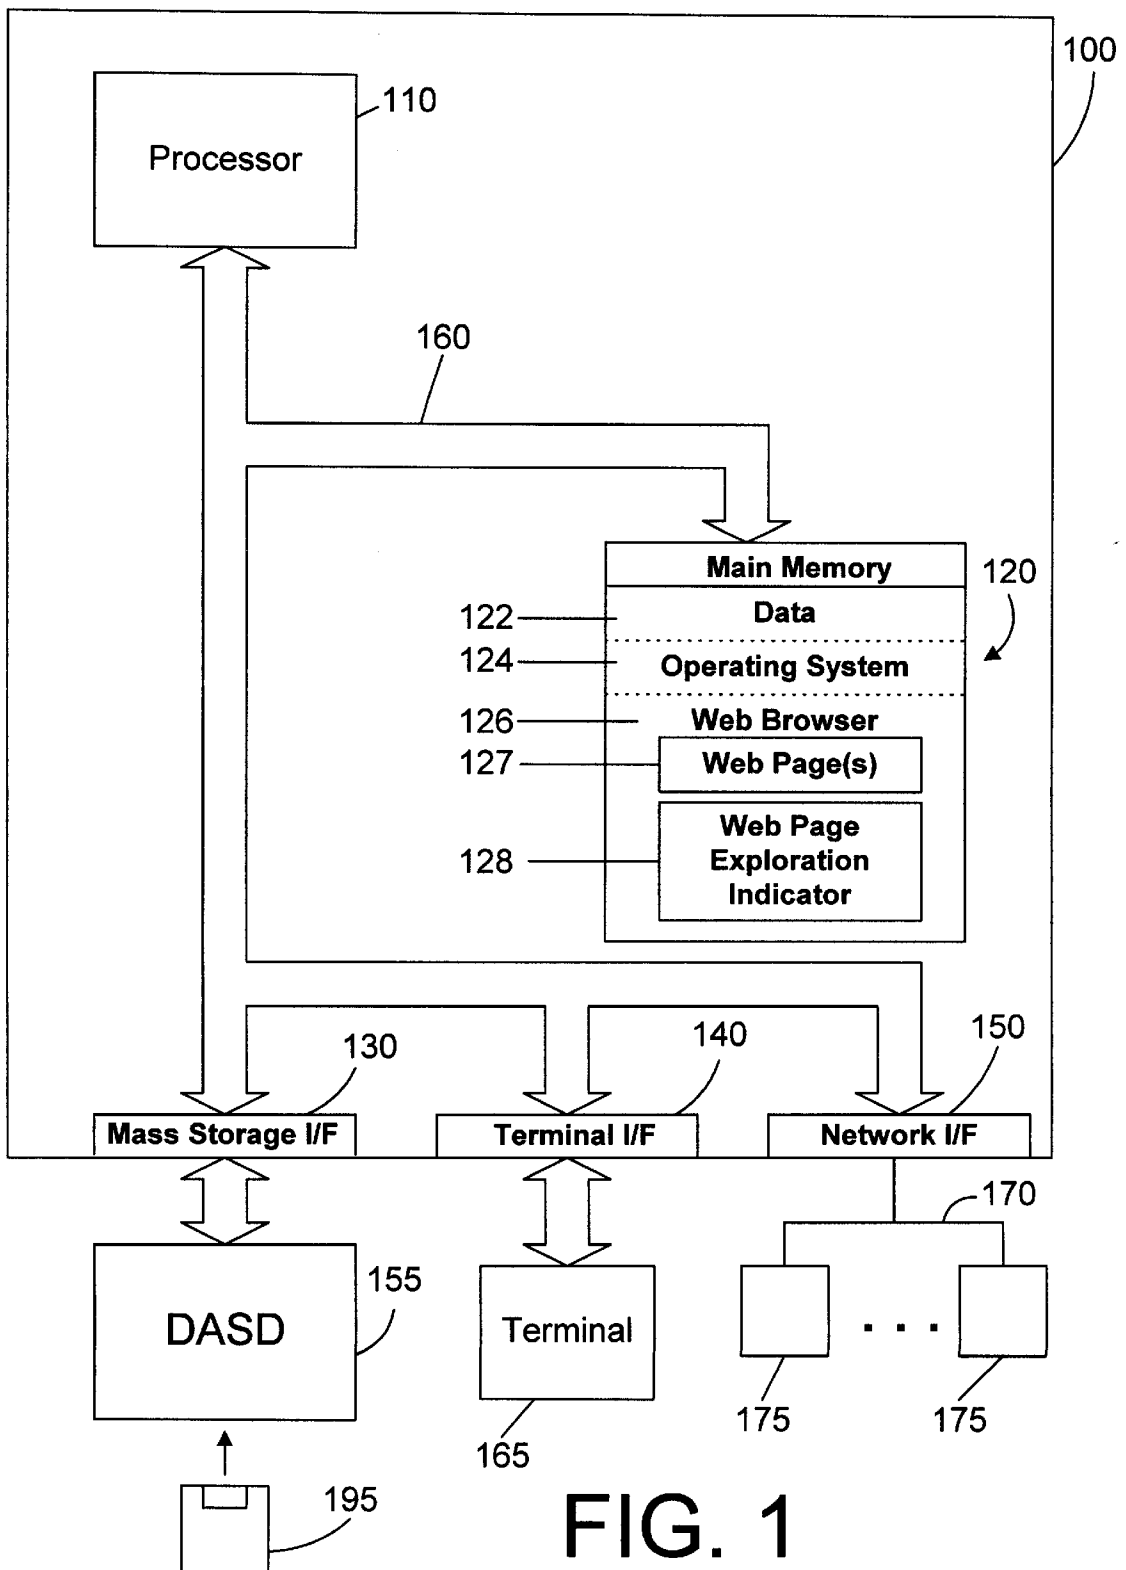 100
110
Processor
160
Main Memory
120
122
Data
124
Operating System
126
Web Browser
127
Web Page(s)
128
Web Page
Exploration
Indicator
130
140
150
Mass Storage I/F
Terminal I/F
Network I/F
170
155
DASD
Terminal
. . .
175
175
165
195
FIG. 1